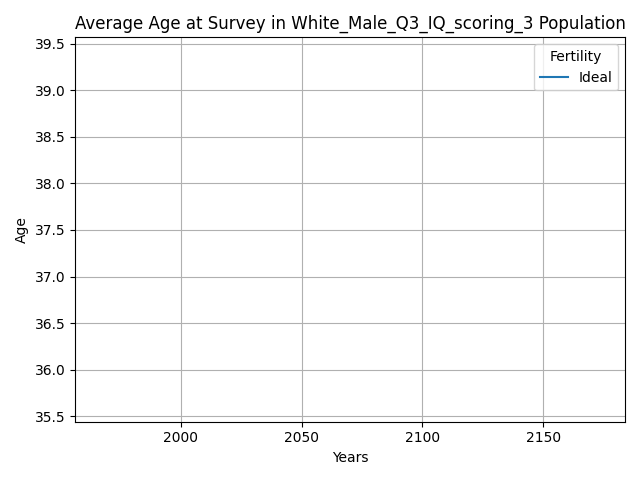 Average Age at Survey in White_Male_Q3_IQ_scoring_3 Population
39.5
39.0
38.5
38.0
37.5
37.0
36.5
36.0
35.5
Age
Fertility
Ideal
2000 2050 2100 2150
Years